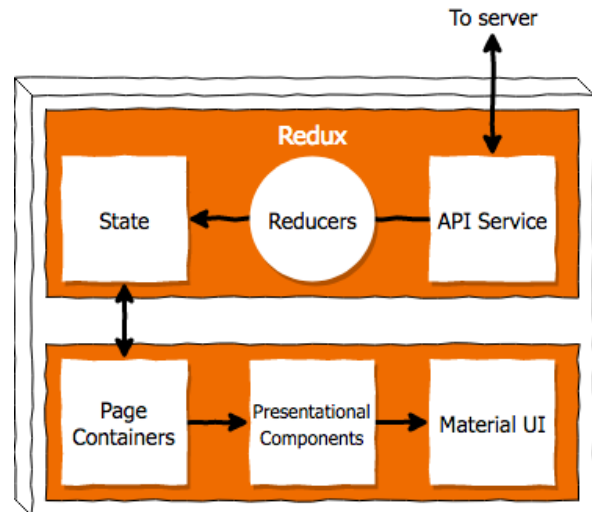 To server
Redux
State
Reducers
API Service
Page
Containers
Presentational
Components
Material UI